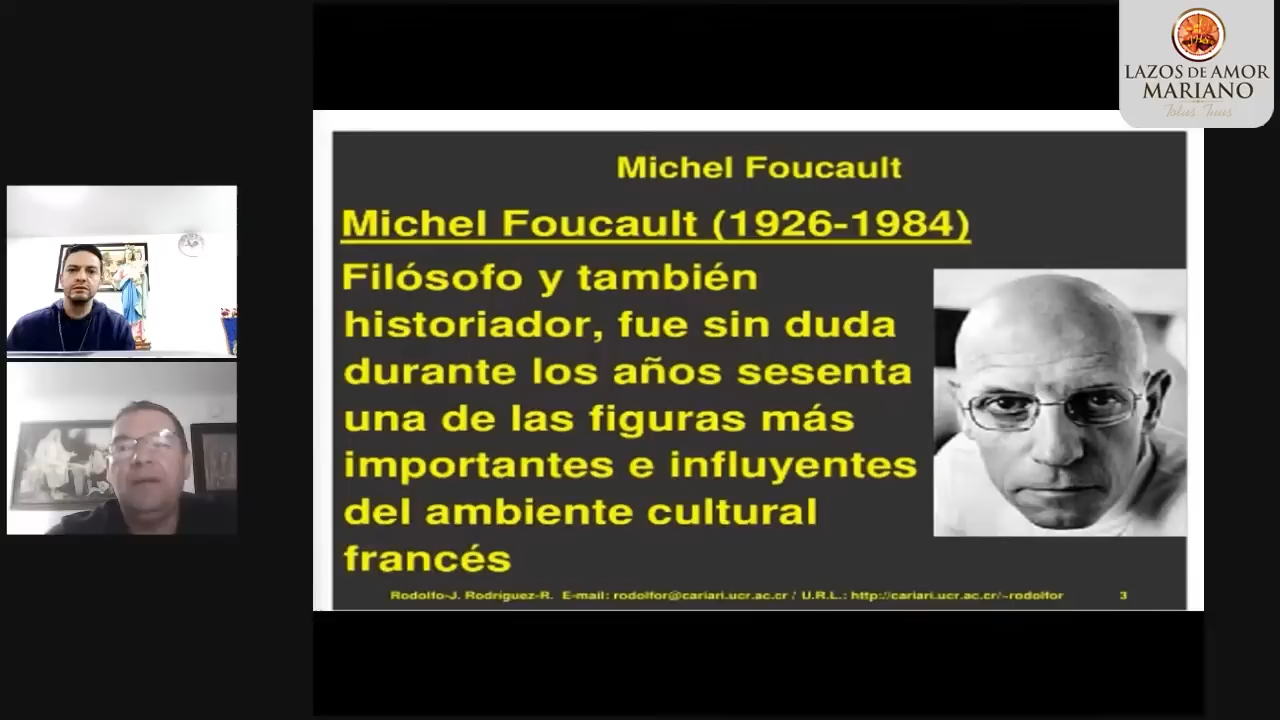 LAZOS DE AMOR
MARIANO
Totus Tuus
Michel Foucault
Michel Foucault (1926-1984)
Filósofo y también
historiador, fue sin duda
durante los años sesenta
una de las figuras más
importantes e influyentes
del ambiente cultural
francés
Rodolfo-J. Rodríguez-R. E-mail: rodolfor@cariari.ucr.ac.cr / U.R.L.: http://cariari.ucr.ac.cr/~rodolfor 3